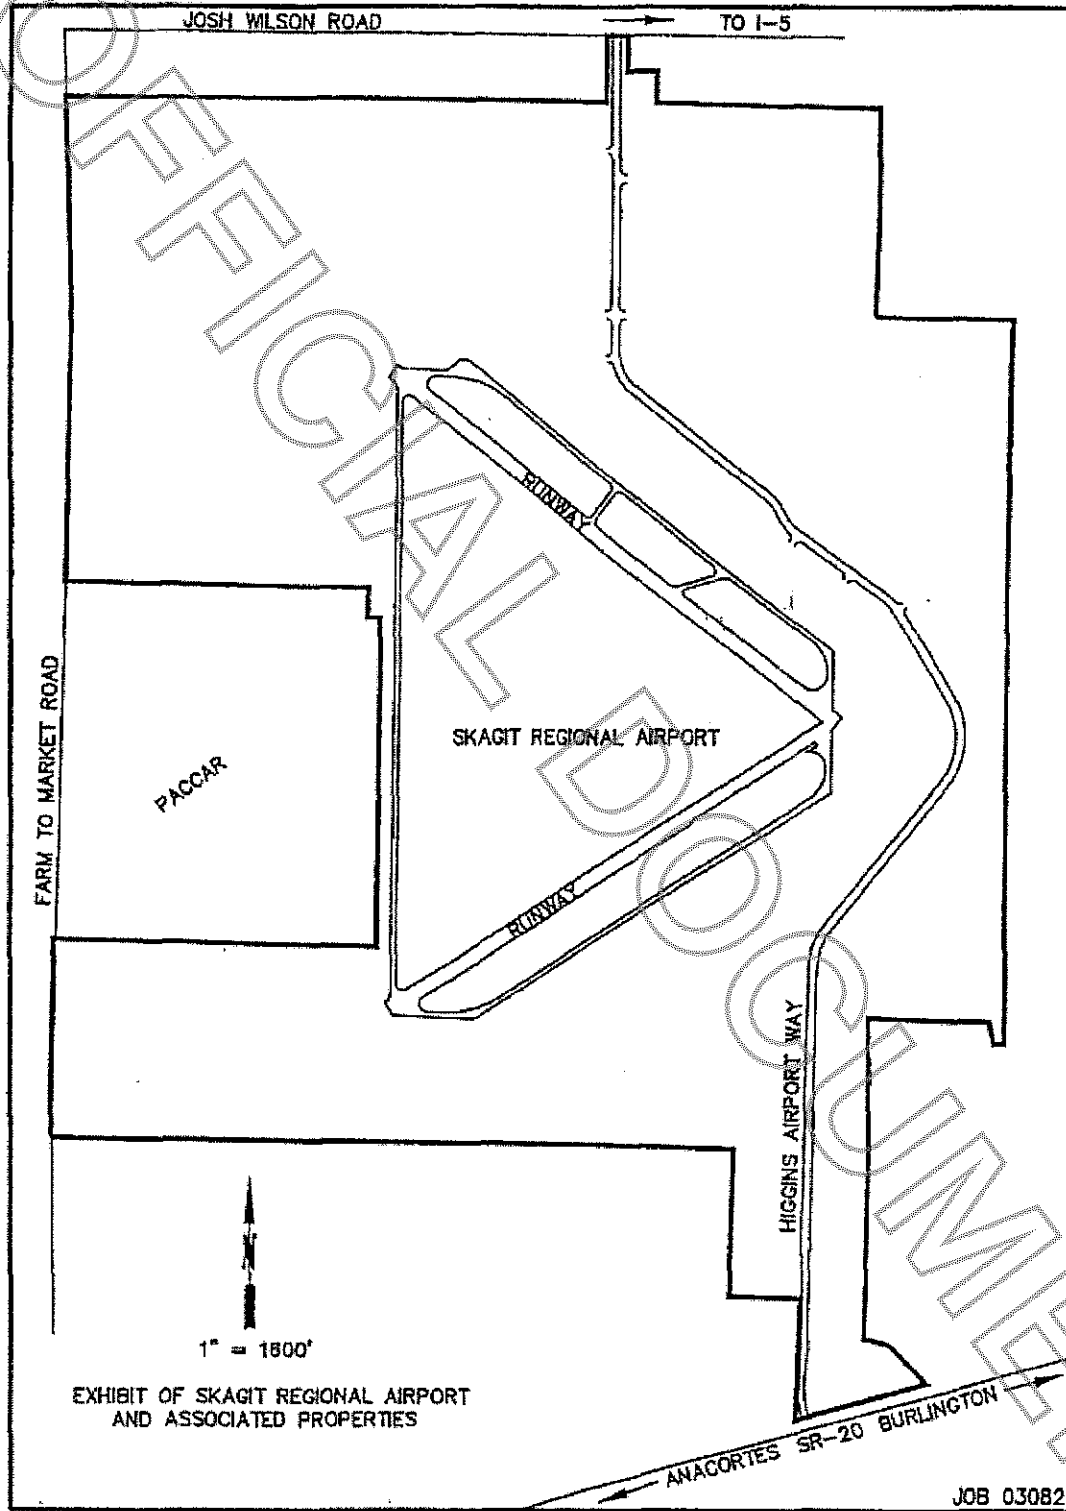 JOSH WILSON ROAD
TO I-5
RUNWAY
SKAGIT REGIONAL AIRPORT
FARM TO MARKET ROAD
PACCAR
RUNWAY
HIGGINS AIRPORT WAY
N
1" = 1600'
EXHIBIT OF SKAGIT REGIONAL AIRPORT
AND ASSOCIATED PROPERTIES
ANACORTES SR-20 BURLINGTON
JOB 03082
OFFICIAL DOCUME